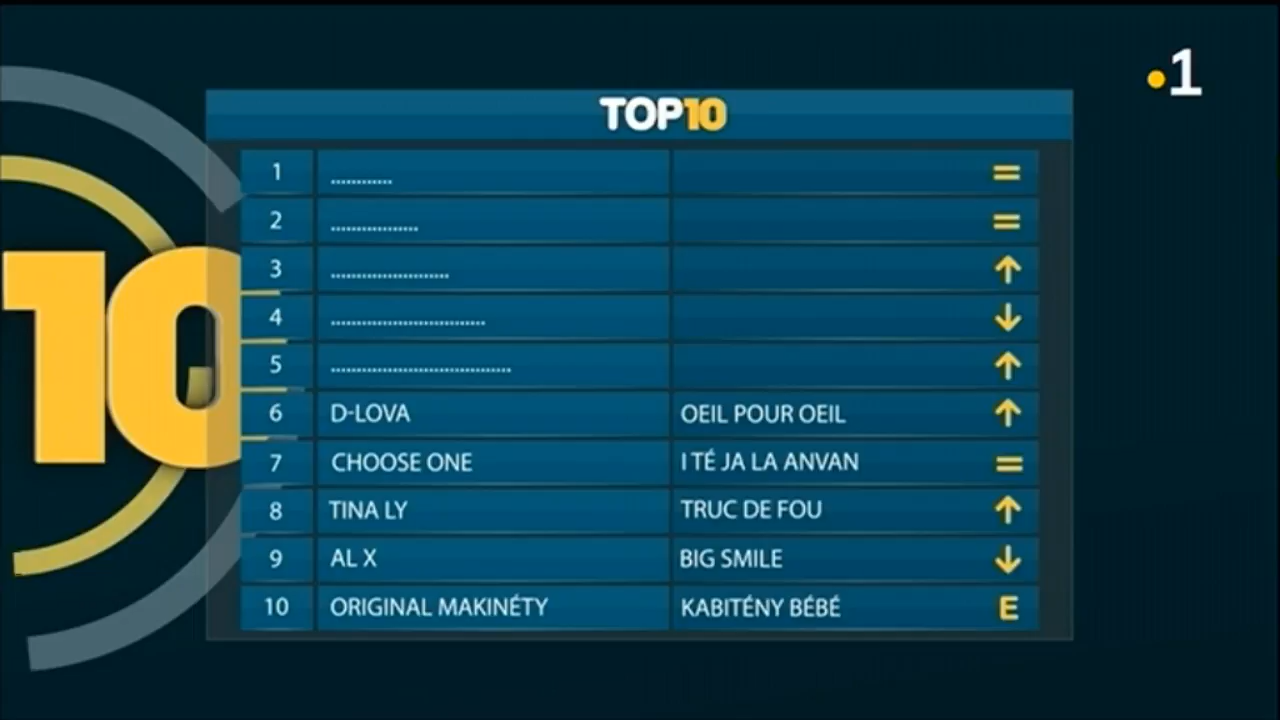 1
TOP10
1 ............ =
2 ................. =
3 ....................... ↑
4 .............................. ↓
5 ................................... ↑
6 D-LOVA OEIL POUR OEIL ↑
7 CHOOSE ONE I TÉ JA LA ANVAN =
8 TINA LY TRUC DE FOU ↑
9 AL X BIG SMILE ↓
10 ORIGINAL MAKINÉTY KABITÉNY BÉBÉ E
10